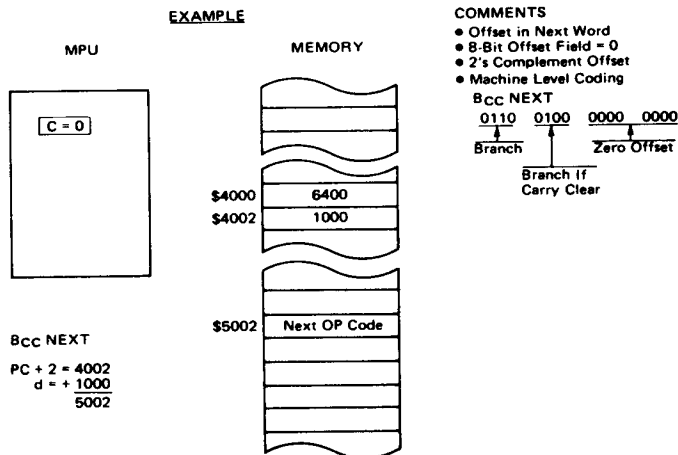 EXAMPLE
MPU
MEMORY
C = 0
$4000 6400
$4002 1000
$5002 Next OP Code
BCC NEXT
PC + 2 = 4002
d = + 1000
5002
COMMENTS
• Offset in Next Word
• 8-Bit Offset Field = 0
• 2's Complement Offset
• Machine Level Coding
BCC NEXT
0110 0100 0000 0000
Branch
Zero Offset
Branch If
Carry Clear